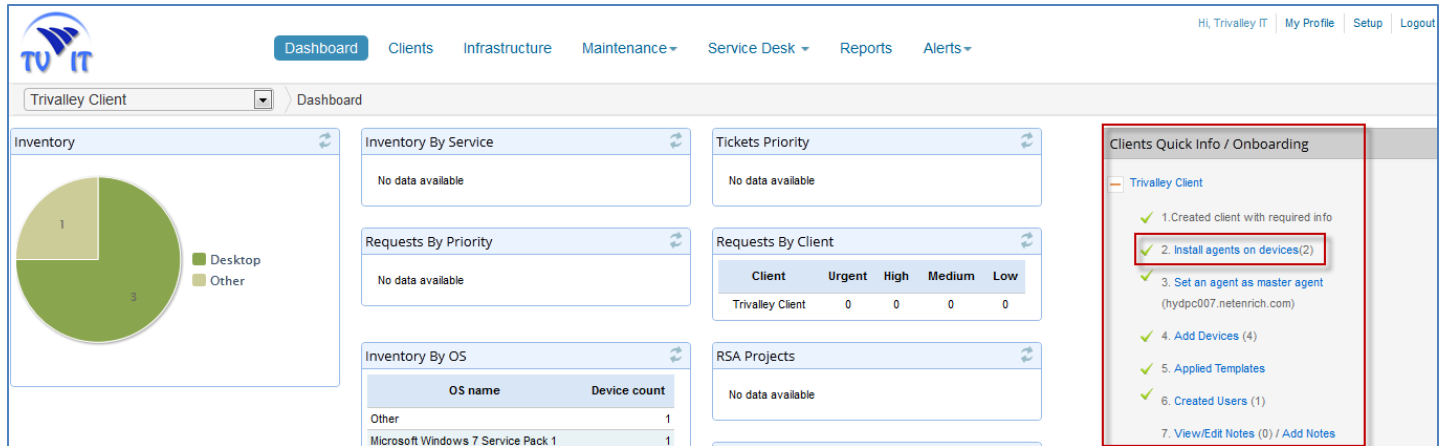 Hi, Trivalley IT My Profile Setup Logout
TV IT
Dashboard Clients Infrastructure Maintenance Service Desk Reports Alerts
Trivalley Client Dashboard
Inventory
1
3
Desktop
Other
Inventory By Service
No data available
Tickets Priority
No data available
Requests By Priority
No data available
Requests By Client
Client Urgent High Medium Low
Trivalley Client 0 0 0 0
Inventory By OS
OS name Device count
Other 1
Microsoft Windows 7 Service Pack 1 1
RSA Projects
No data available
Clients Quick Info / Onboarding
Trivalley Client
1.Created client with required info
2. Install agents on devices(2)
3. Set an agent as master agent
(hydpc007.netenrich.com)
4. Add Devices (4)
5. Applied Templates
6. Created Users (1)
7. View/Edit Notes (0) / Add Notes